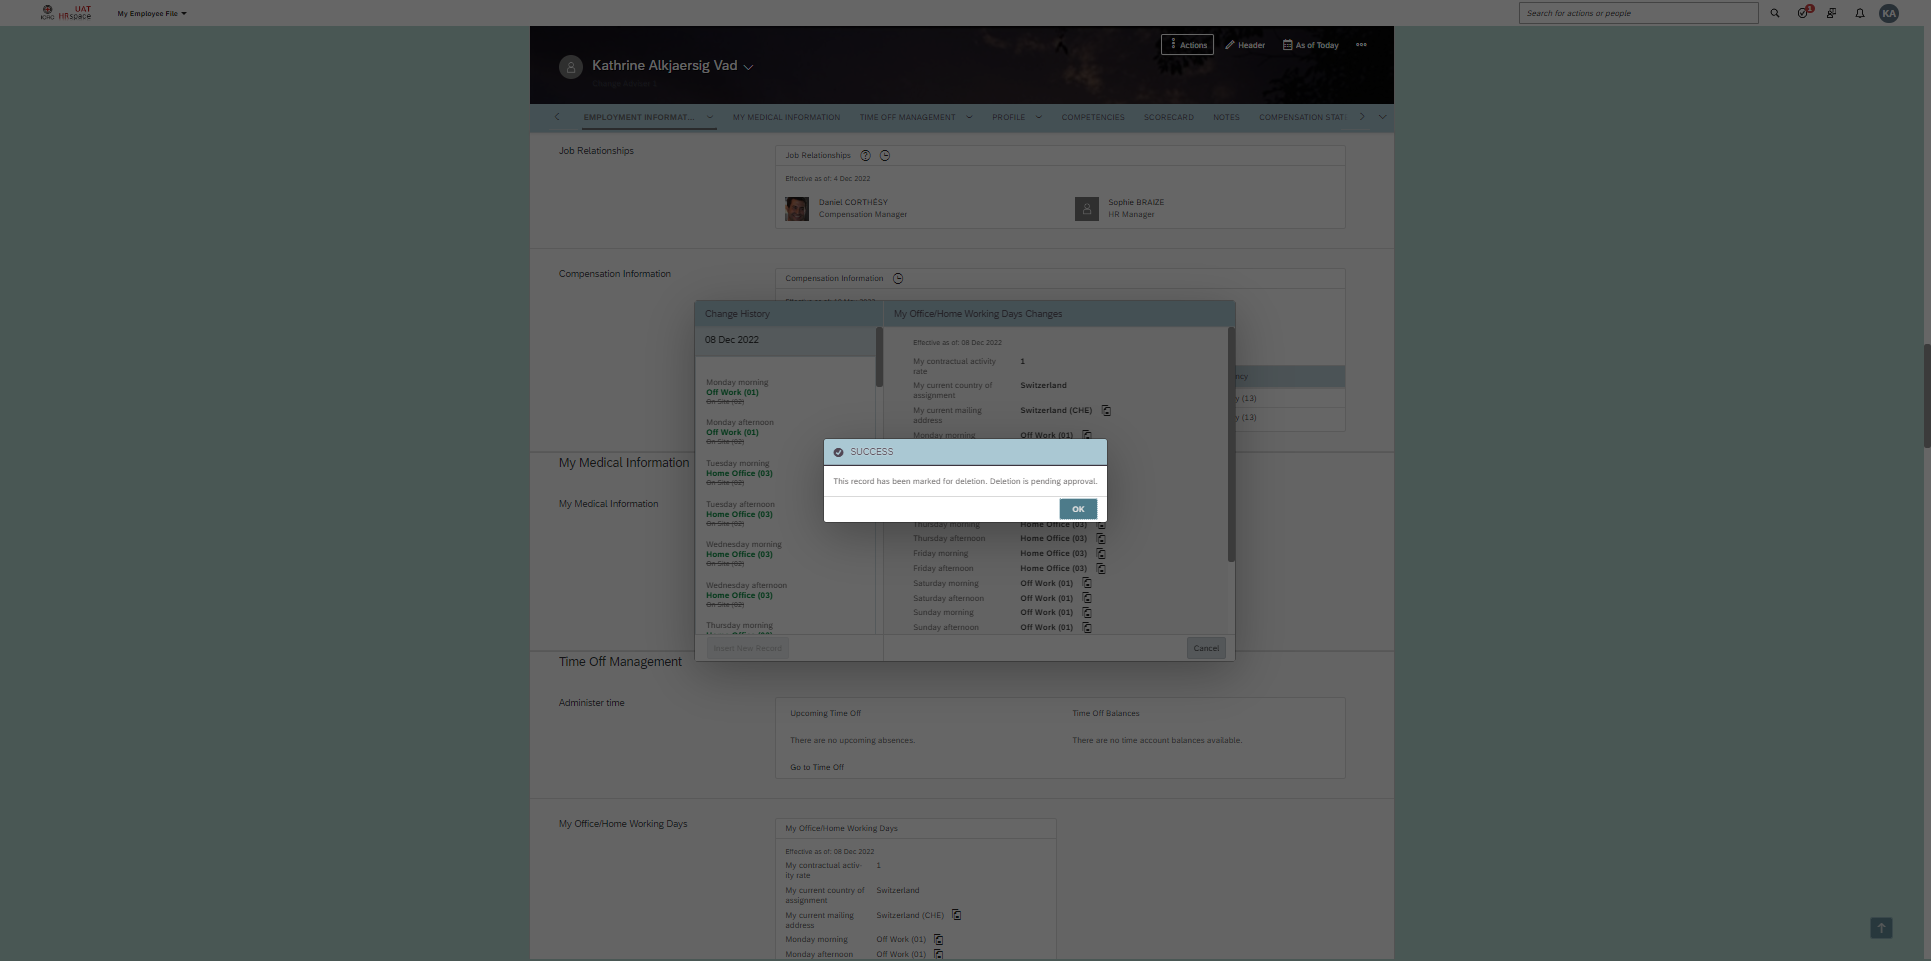 UAT
ICRC HRspace
My Employee File
Search for actions or people
1
KA
Actions
Header
As of Today
Kathrine Alkjaersig Vad
EMPLOYMENT INFORMAT...
MY MEDICAL INFORMATION
TIME OFF MANAGEMENT
PROFILE
COMPETENCIES
SCORECARD
NOTES
COMPENSATION STAT
Job Relationships
Job Relationships
Effective as of: 4 Dec 2022
Daniel CORTHÉSY
Compensation Manager
Sophie BRAIZE
HR Manager
Compensation Information
Compensation Information
ncy
y (13)
y (13)
Change History
08 Dec 2022
Monday morning
Off Work (01)
On Site (02)
Monday afternoon
Off Work (01)
On Site (02)
Tuesday morning
Home Office (03)
On Site (02)
Tuesday afternoon
Home Office (03)
On Site (02)
Wednesday morning
Home Office (03)
On Site (02)
Wednesday afternoon
Home Office (03)
On Site (02)
Thursday morning
Insert New Record
My Office/Home Working Days Changes
Effective as of: 08 Dec 2022
My contractual activity rate
1
My current country of assignment
Switzerland
My current mailing address
Switzerland (CHE)
Monday morning
Off Work (01)
SUCCESS
This record has been marked for deletion. Deletion is pending approval.
OK
Thursday morning
Home Office (03)
Thursday afternoon
Home Office (03)
Friday morning
Home Office (03)
Friday afternoon
Home Office (03)
Saturday morning
Off Work (01)
Saturday afternoon
Off Work (01)
Sunday morning
Off Work (01)
Sunday afternoon
Off Work (01)
Cancel
My Medical Information
My Medical Information
Time Off Management
Administer time
Upcoming Time Off
There are no upcoming absences.
Go to Time Off
Time Off Balances
There are no time account balances available.
My Office/Home Working Days
My Office/Home Working Days
Effective as of: 08 Dec 2022
My contractual activ-
ity rate
1
My current country of
assignment
Switzerland
My current mailing
address
Switzerland (CHE)
Monday morning
Off Work (01)
Monday afternoon
Off Work (01)